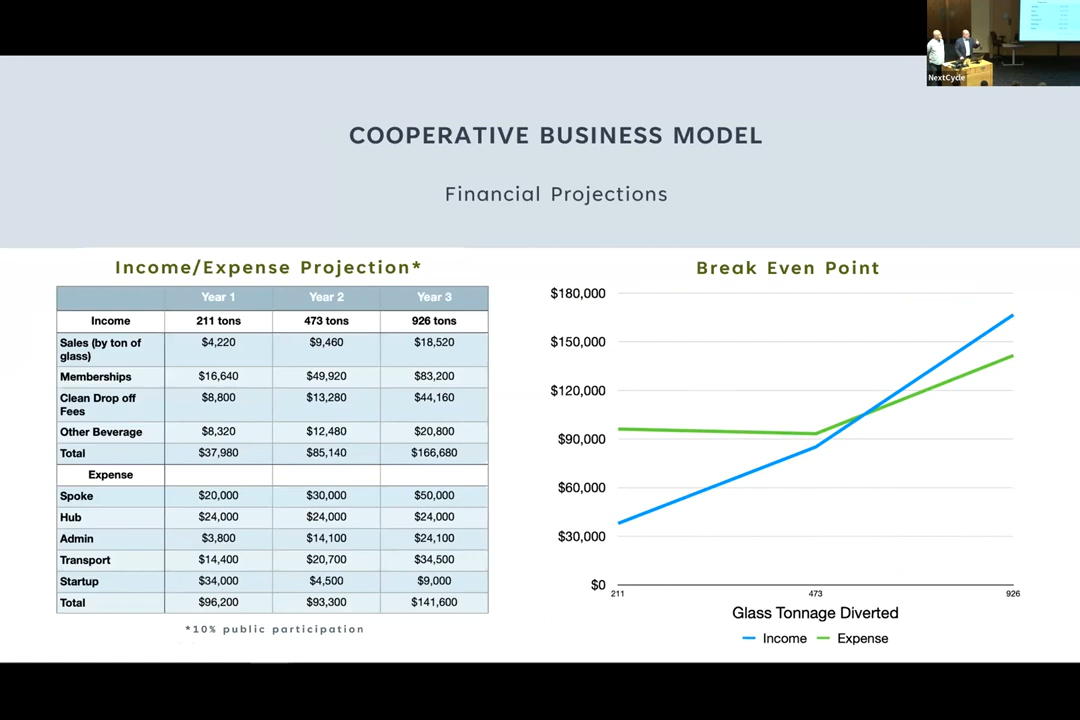 NextCycle
COOPERATIVE BUSINESS MODEL
Financial Projections
Income/Expense Projection*
Year 1 Year 2 Year 3
Income 211 tons 473 tons 926 tons
Sales (by ton of glass) $4,220 $9,460 $18,520
Memberships $16,640 $49,920 $83,200
Clean Drop off Fees $8,800 $13,280 $44,160
Other Beverage $8,320 $12,480 $20,800
Total $37,980 $85,140 $166,680
Expense
Spoke $20,000 $30,000 $50,000
Hub $24,000 $24,000 $24,000
Admin $3,800 $14,100 $24,100
Transport $14,400 $20,700 $34,500
Startup $34,000 $4,500 $9,000
Total $96,200 $93,300 $141,600
*10% public participation
Break Even Point
$180,000
$150,000
$120,000
$90,000
$60,000
$30,000
$0
211 473 926
Glass Tonnage Diverted
Income Expense